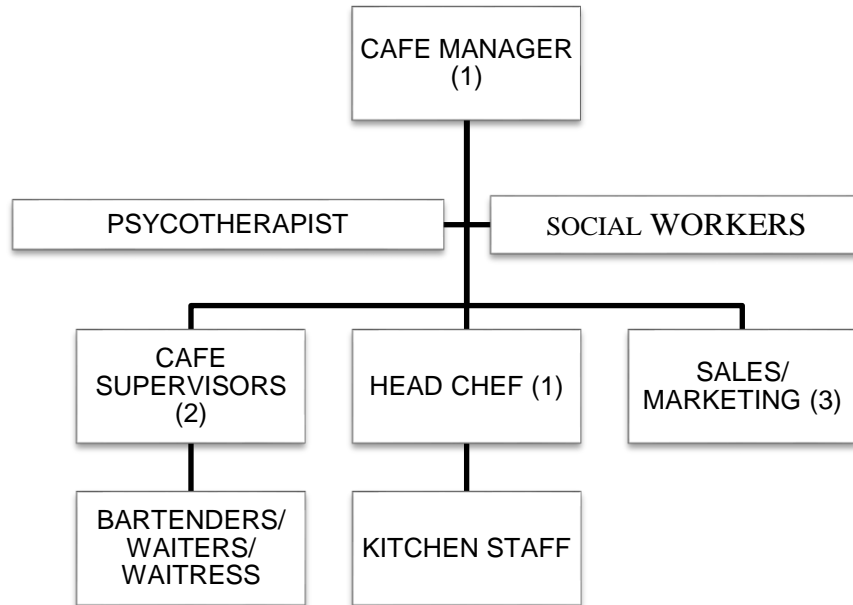 CAFE MANAGER
(1)
PSYCOTHERAPIST
SOCIAL WORKERS
CAFE
SUPERVISORS
(2)
HEAD CHEF (1)
SALES/
MARKETING (3)
BARTENDERS/
WAITERS/
WAITRESS
KITCHEN STAFF